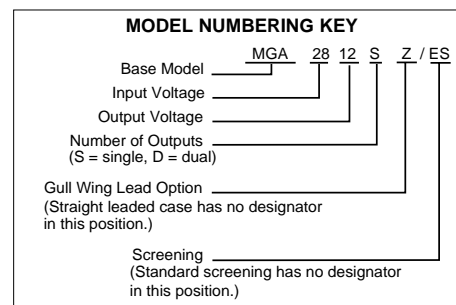 MODEL NUMBERING KEY
MGA 28 12 S Z / ES
Base Model
Input Voltage
Output Voltage
Number of Outputs
(S = single, D = dual)
Gull Wing Lead Option
(Straight leaded case has no designator
in this position.)
Screening
(Standard screening has no designator
in this position.)